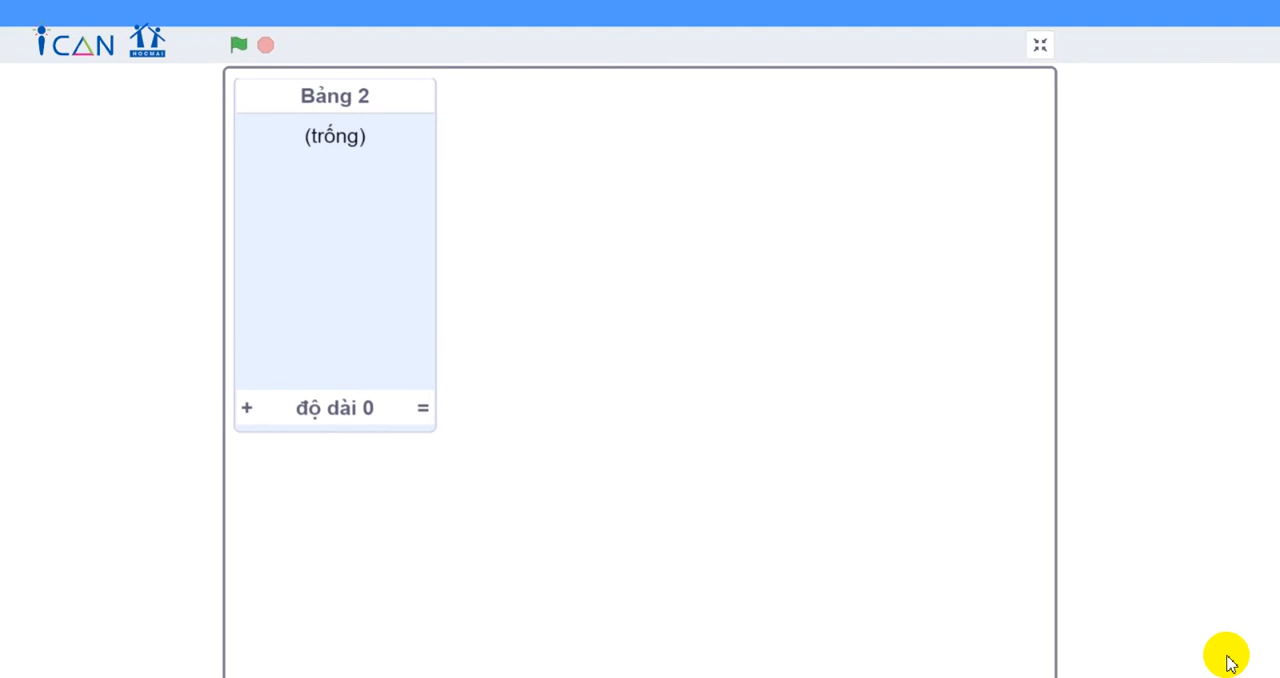 iCAN HOCMAI
Bảng 2
(trống)
+ độ dài 0 =